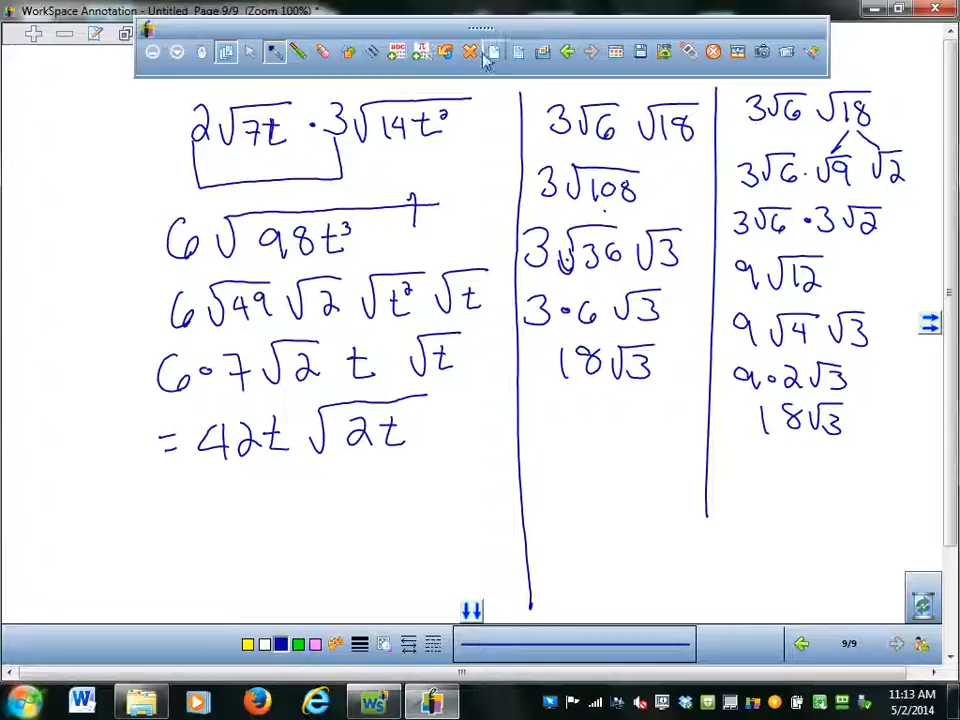 WorkSpace Annotation - Untitled  Page 9/9  (Zoom 100%) *
2√7t · 3√14t²
6√98t³
6√49 √2 √t² √t
6·7√2 t √t
= 42t √2t
3√6 √18
3√108
3√36 √3
3·6 √3
18√3
3√6 √18
3√6 · √9 √2
3√6 · 3√2
9√12
9√4 √3
9·2√3
18√3
9/9
11:13 AM
5/2/2014